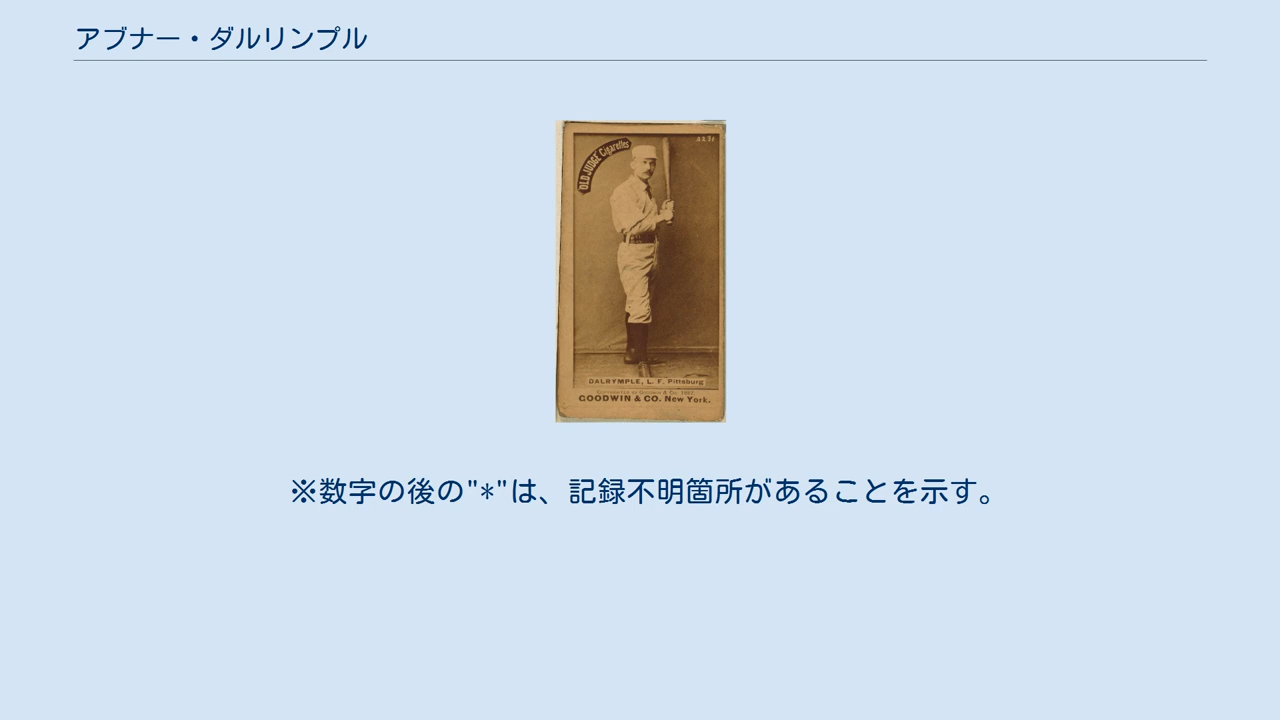 アブナー・ダルリンプル
OLD JUDGE Cigarettes
DALRYMPLE, L. F. Pittsburg
GOODWIN & CO. New York.
※数字の後の"*"は、記録不明箇所があることを示す。